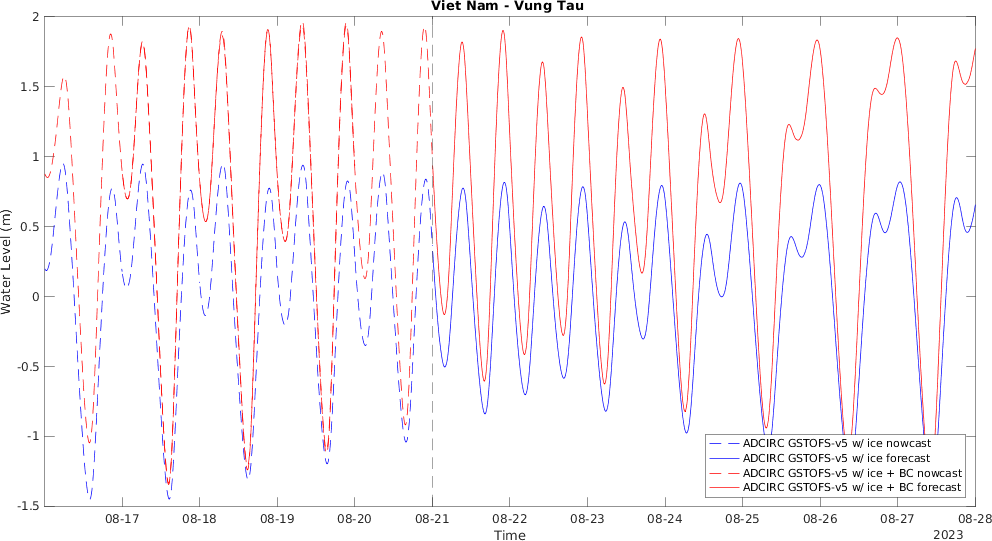 Viet Nam - Vung Tau
Water Level (m)
2
1.5
1
0.5
0
-0.5
-1
-1.5
ADCIRC GSTOFS-v5 w/ ice nowcast
ADCIRC GSTOFS-v5 w/ ice forecast
ADCIRC GSTOFS-v5 w/ ice + BC nowcast
ADCIRC GSTOFS-v5 w/ ice + BC forecast
08-17 08-18 08-19 08-20 08-21 08-22 08-23 08-24 08-25 08-26 08-27 08-28
Time
2023